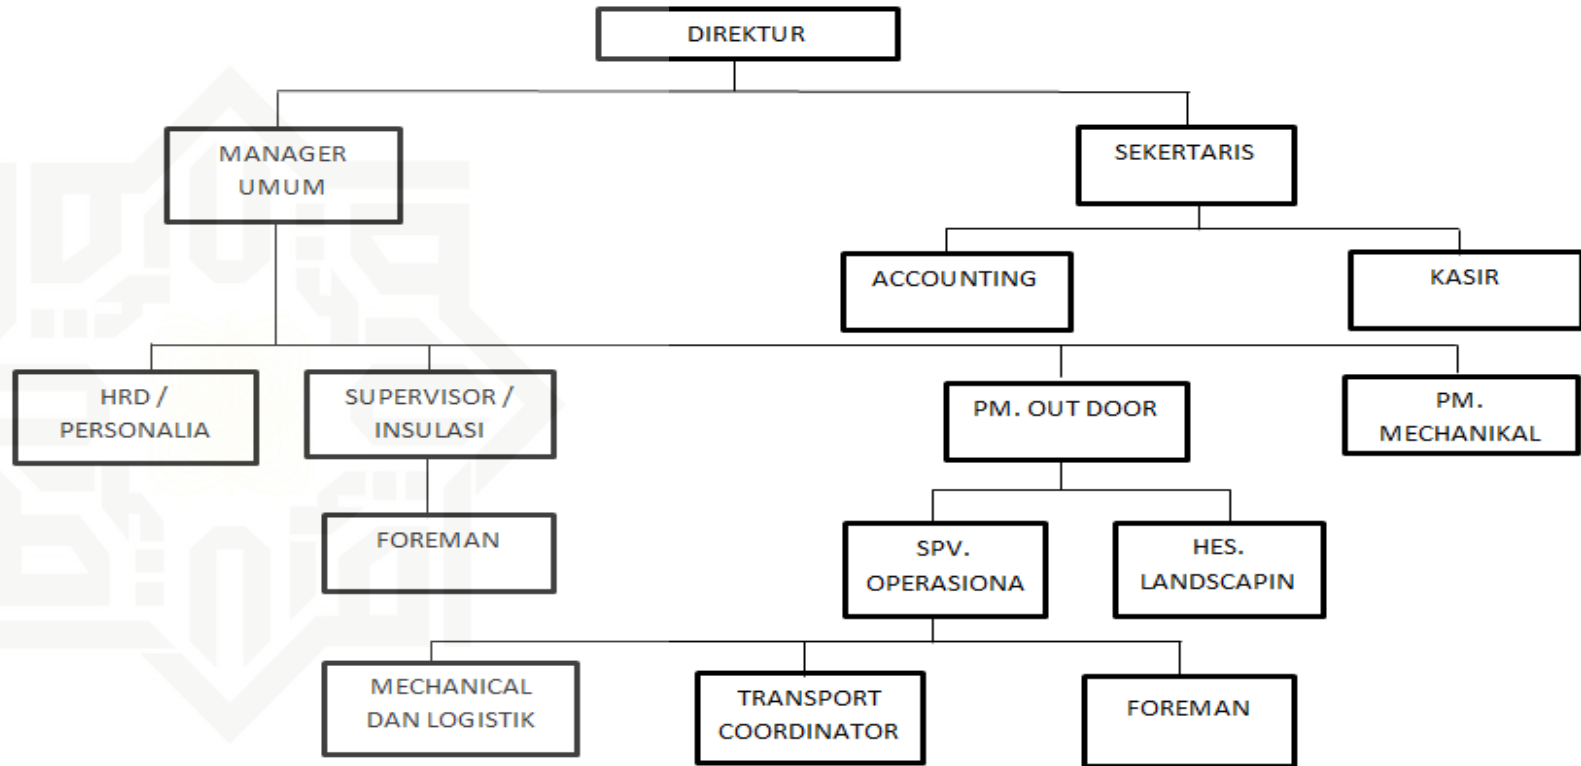 DIREKTUR
MANAGER
UMUM
SEKERTARIS
ACCOUNTING
KASIR
HRD /
PERSONALIA
SUPERVISOR /
INSULASI
PM. OUT DOOR
PM.
MECHANIKAL
FOREMAN
SPV.
OPERASIONA
HES.
LANDSCAPIN
MECHANICAL
DAN LOGISTIK
TRANSPORT
COORDINATOR
FOREMAN